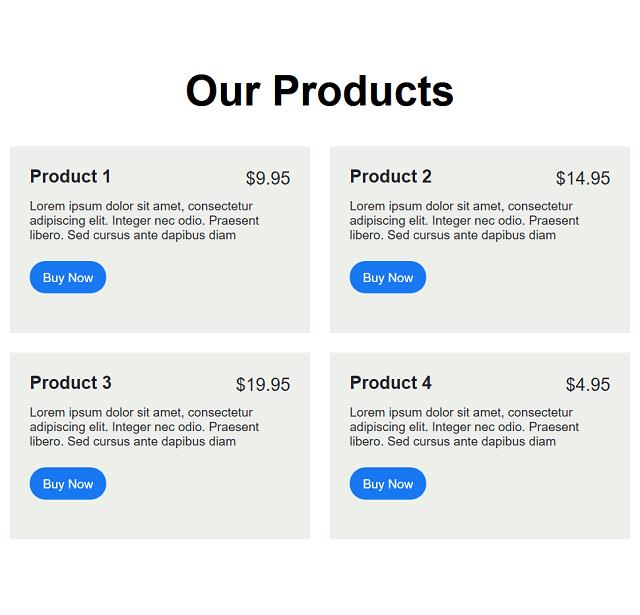 Our Products
Product 1 $9.95
Lorem ipsum dolor sit amet, consectetur
adipiscing elit. Integer nec odio. Praesent
libero. Sed cursus ante dapibus diam
Buy Now
Product 2 $14.95
Lorem ipsum dolor sit amet, consectetur
adipiscing elit. Integer nec odio. Praesent
libero. Sed cursus ante dapibus diam
Buy Now
Product 3 $19.95
Lorem ipsum dolor sit amet, consectetur
adipiscing elit. Integer nec odio. Praesent
libero. Sed cursus ante dapibus diam
Buy Now
Product 4 $4.95
Lorem ipsum dolor sit amet, consectetur
adipiscing elit. Integer nec odio. Praesent
libero. Sed cursus ante dapibus diam
Buy Now